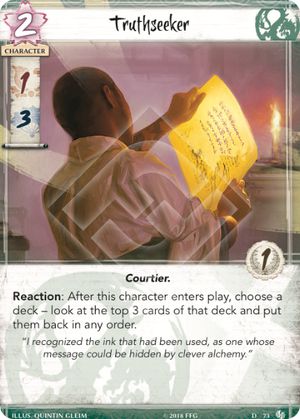 2
Truthseeker
CHARACTER
1
3
1
Courtier.
Reaction: After this character enters play, choose a
deck – look at the top 3 cards of that deck and put
them back in any order.
“I recognized the ink that had been used, as one whose
message could be hidden by clever alchemy.”
ILLUS. QUINTIN GLEIM
©2018 FFG
D 73